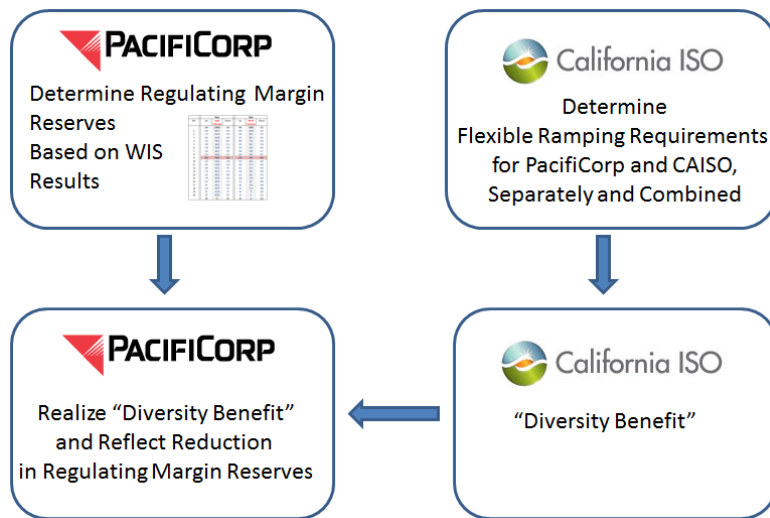 PACIFICORP
Determine Regulating Margin
Reserves
Based on WIS
Results
California ISO
Determine
Flexible Ramping Requirements
for PacifiCorp and CAISO,
Separately and Combined
PACIFICORP
Realize “Diversity Benefit”
and Reflect Reduction
in Regulating Margin Reserves
California ISO
“Diversity Benefit”